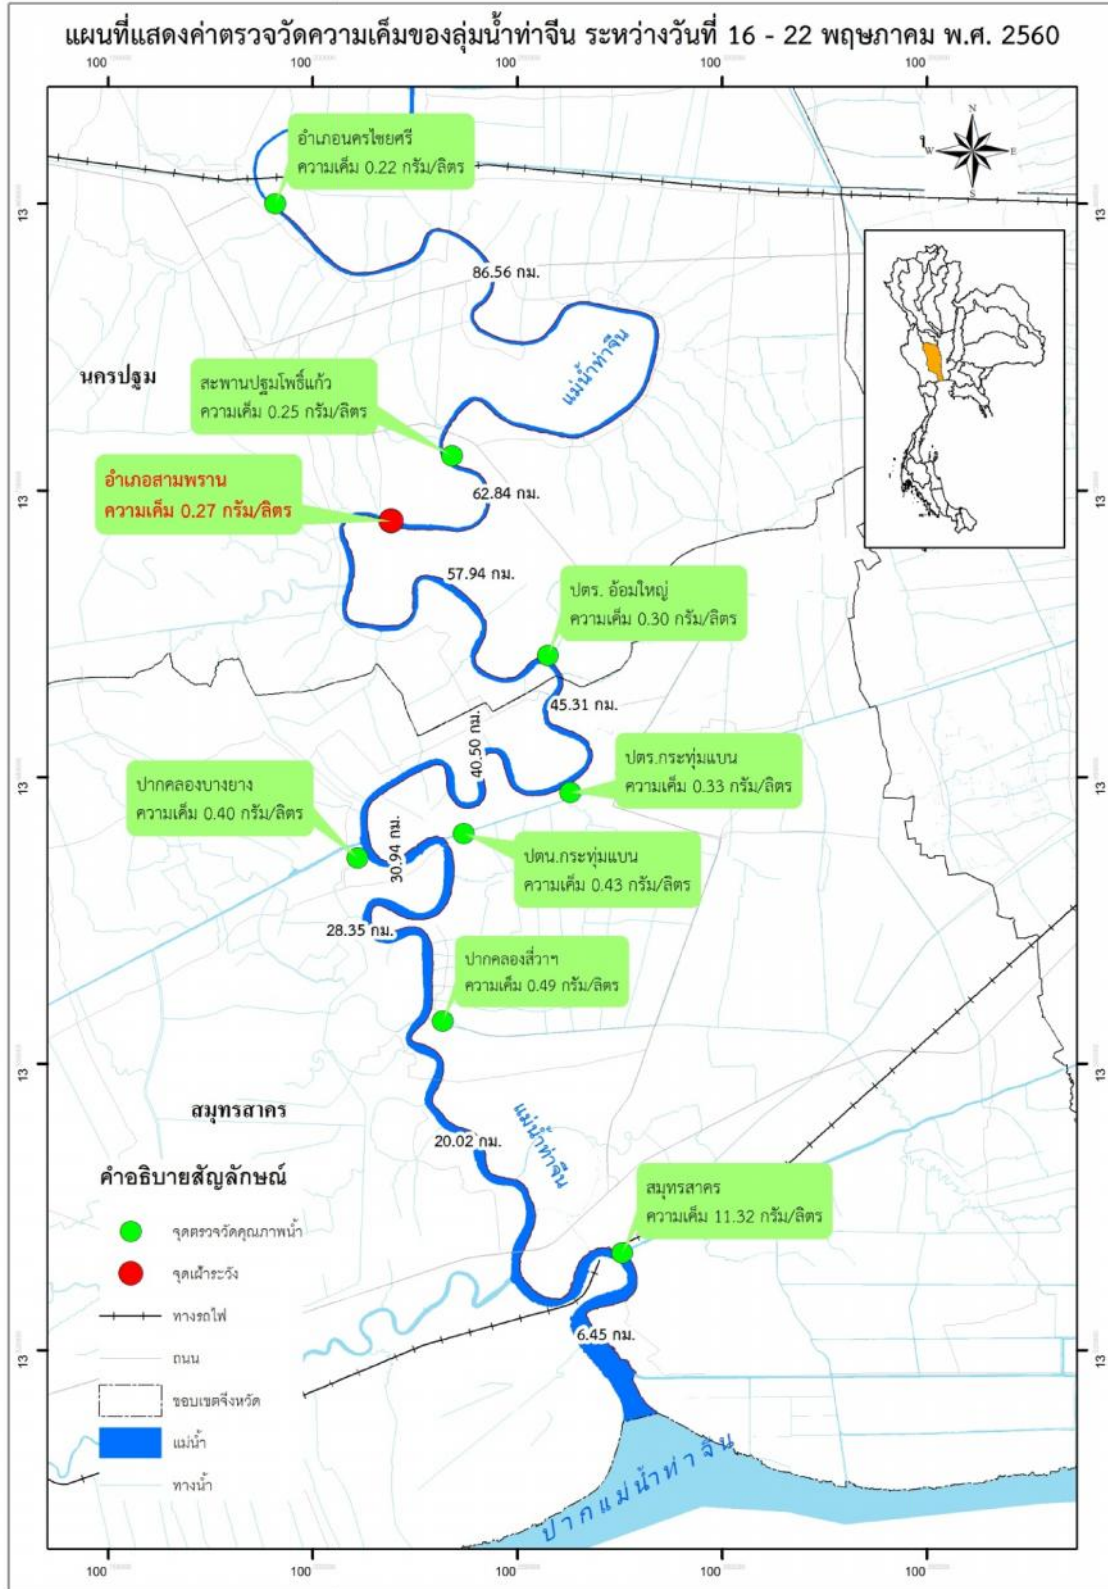 แผนที่แสดงค่าตรวจวัดความเค็มของลุ่มน้ำท่าจีน ระหว่างวันที่ 16 - 22 พฤษภาคม พ.ศ. 2560
100
100
100
100
100
N
W
E
S
อำเภอนครไชยศรี
ความเค็ม 0.22 กรัม/ลิตร
13
13
86.56 กม.
แม่น้ำท่าจีน
นครปฐม
สะพานปฐมโพธิ์แก้ว
ความเค็ม 0.25 กรัม/ลิตร
อำเภอสามพราน
ความเค็ม 0.27 กรัม/ลิตร
62.84 กม.
13
13
57.94 กม.
ปตร. อ้อมใหญ่
ความเค็ม 0.30 กรัม/ลิตร
45.31 กม.
40.50 กม.
ปตร.กระทุ่มแบน
ความเค็ม 0.33 กรัม/ลิตร
13
13
ปากคลองบางยาง
ความเค็ม 0.40 กรัม/ลิตร
30.94 กม.
ปตน.กระทุ่มแบน
ความเค็ม 0.43 กรัม/ลิตร
28.35 กม.
ปากคลองสี่วาฯ
ความเค็ม 0.49 กรัม/ลิตร
13
13
สมุทรสาคร
แม่น้ำท่าจีน
20.02 กม.
สมุทรสาคร
ความเค็ม 11.32 กรัม/ลิตร
คำอธิบายสัญลักษณ์
จุดตรวจวัดคุณภาพน้ำ
จุดเฝ้าระวัง
ทางรถไฟ
ถนน
ขอบเขตจังหวัด
แม่น้ำ
ทางน้ำ
6.45 กม.
13
13
ปากแม่น้ำท่าจีน
100
100
100
100
100